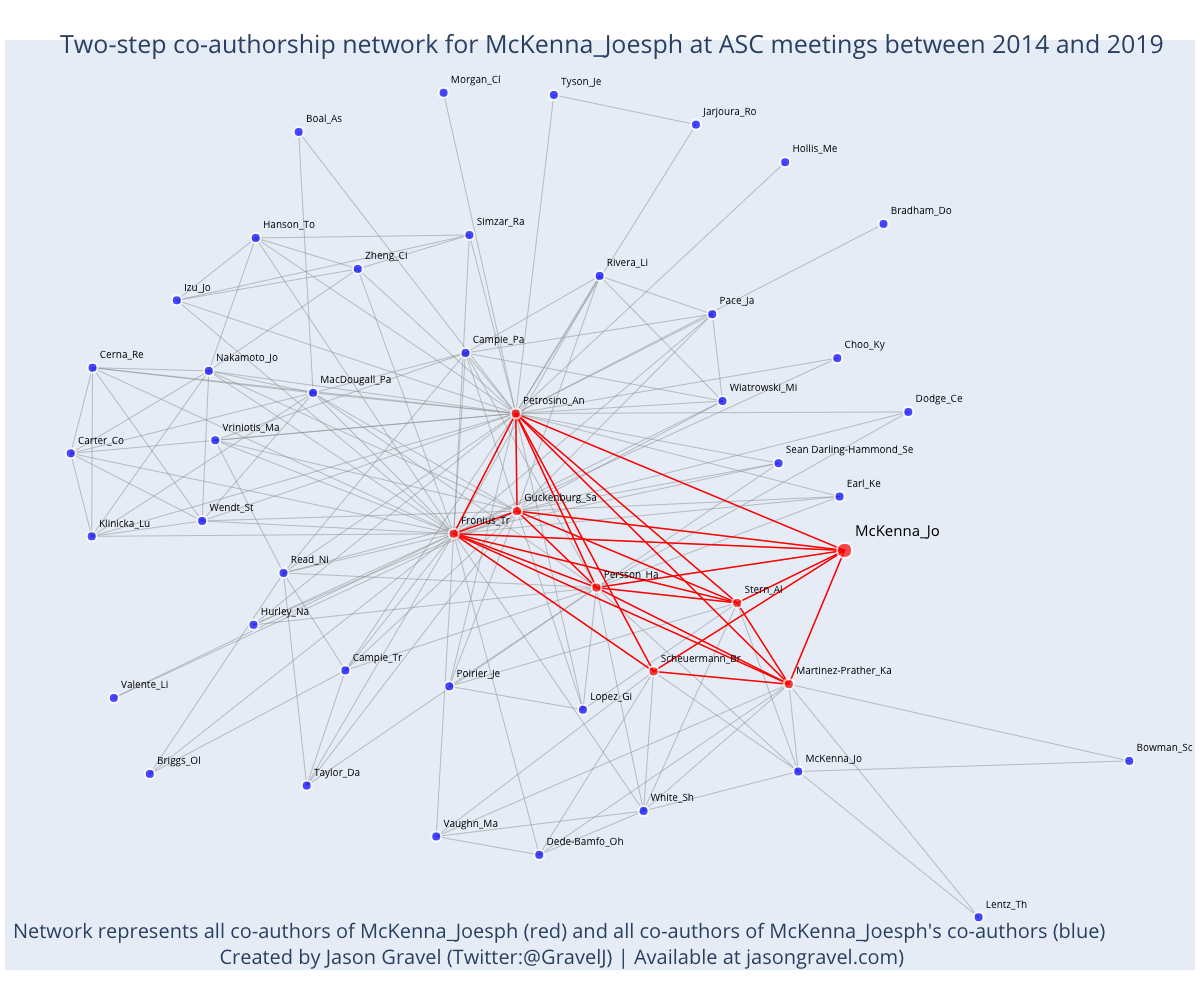 Two-step co-authorship network for McKenna_Joesph at ASC meetings between 2014 and 2019
Morgan_Cl
Tyson_Je
Jarjoura_Ro
Boal_As
Hollis_Me
Bradham_Do
Hanson_To
Simzar_Ra
Zheng_Ci
Rivera_Li
Izu_Jo
Pace_Ja
Campie_Pa
Choo_Ky
Cerna_Re
Nakamoto_Jo
MacDougall_Pa
Wiatrowski_Mi
Petrosino_An
Dodge_Ce
Vriniotis_Ma
Carter_Co
Sean Darling-Hammond_Se
Earl_Ke
Guckenburg_Sa
Wendt_St
Klinicka_Lu
Fronius_Tr
McKenna_Jo
Read_Ni
Persson_Ha
Stern_Al
Hurley_Na
Campie_Tr
Scheuermann_Br
Poirier_Je
Martinez-Prather_Ka
Valente_Li
Lopez_Gi
Bowman_Sc
Briggs_Ol
McKenna_Jo
Taylor_Da
White_Sh
Vaughn_Ma
Dede-Bamfo_Oh
Lentz_Th
Network represents all co-authors of McKenna_Joesph (red) and all co-authors of McKenna_Joesph's co-authors (blue)
Created by Jason Gravel (Twitter:@GravelJ) | Available at jasongravel.com)